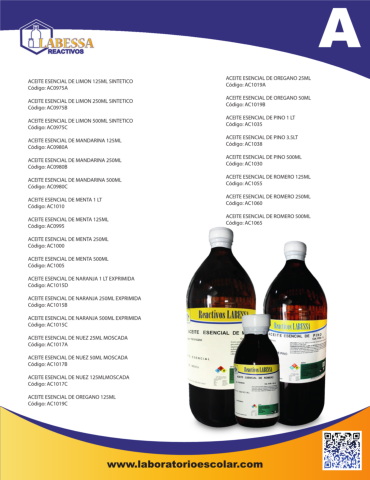 LABESSA
REACTIVOS
A
ACEITE ESENCIAL DE LIMON 125ML SINTETICO
Código: AC0975A
ACEITE ESENCIAL DE LIMON 250ML SINTETICO
Código: AC0975B
ACEITE ESENCIAL DE LIMON 500ML SINTETICO
Código: AC0975C
ACEITE ESENCIAL DE MANDARINA 125ML
Código: AC0980A
ACEITE ESENCIAL DE MANDARINA 250ML
Código: AC0980B
ACEITE ESENCIAL DE MANDARINA 500ML
Código: AC0980C
ACEITE ESENCIAL DE MENTA 1 LT
Código: AC1010
ACEITE ESENCIAL DE MENTA 125ML
Código: AC0995
ACEITE ESENCIAL DE MENTA 250ML
Código: AC1000
ACEITE ESENCIAL DE MENTA 500ML
Código: AC1005
ACEITE ESENCIAL DE NARANJA 1 LT EXPRIMIDA
Código: AC1015D
ACEITE ESENCIAL DE NARANJA 250ML EXPRIMIDA
Código: AC1015B
ACEITE ESENCIAL DE NARANJA 500ML EXPRIMIDA
Código: AC1015C
ACEITE ESENCIAL DE NUEZ 25ML MOSCADA
Código: AC1017A
ACEITE ESENCIAL DE NUEZ 50ML MOSCADA
Código: AC1017B
ACEITE ESENCIAL DE NUEZ 125MLMOSCADA
Código: AC1017C
ACEITE ESENCIAL DE OREGANO 125ML
Código: AC1019C
ACEITE ESENCIAL DE OREGANO 25ML
Código: AC1019A
ACEITE ESENCIAL DE OREGANO 50ML
Código: AC1019B
ACEITE ESENCIAL DE PINO 1 LT
Código: AC1035
ACEITE ESENCIAL DE PINO 3.5LT
Código: AC1038
ACEITE ESENCIAL DE PINO 500ML
Código: AC1030
ACEITE ESENCIAL DE ROMERO 125ML
Código: AC1055
ACEITE ESENCIAL DE ROMERO 250ML
Código: AC1060
ACEITE ESENCIAL DE ROMERO 500ML
Código: AC1065
Reactivos LABESSA
ACEITE ESENCIAL DE
Reactivos LABESSA
ACEITE ESENCIAL DE PINO
Reactivos LABESSA
ACEITE ESENCIAL DE
www.laboratorioescolar.com